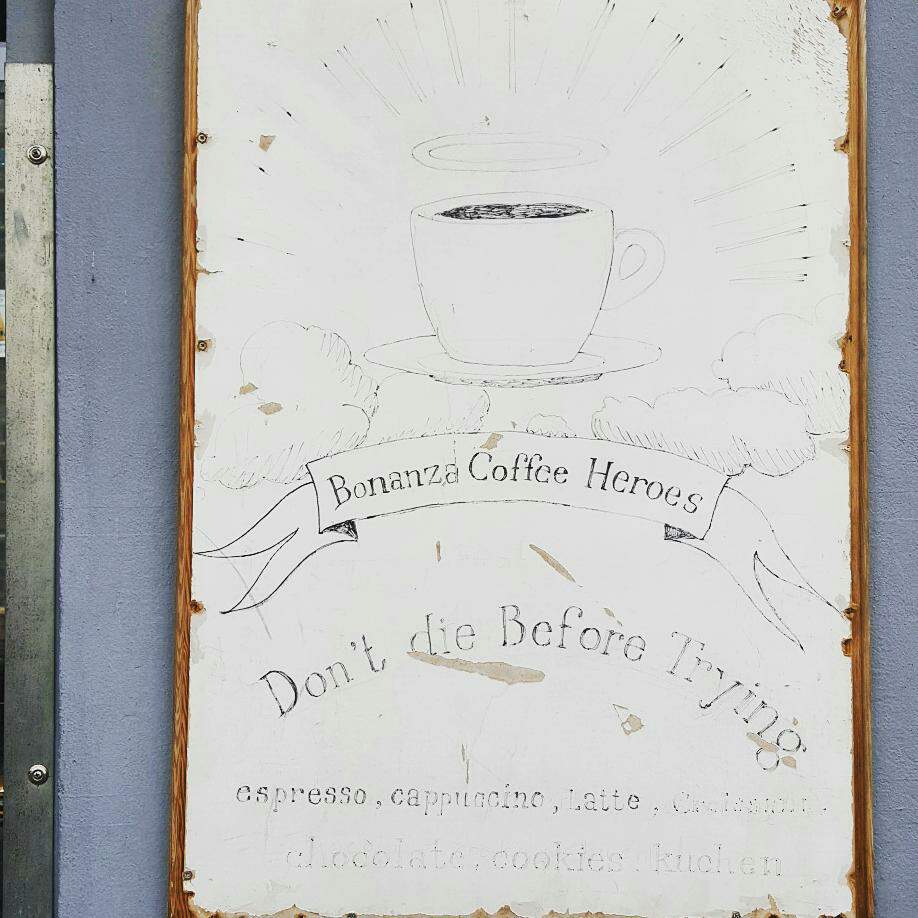 Bonanza Coffee Heroes
Don't die Before Trying
espresso, cappuccino, Latte,
chocolate, cookies kuchen